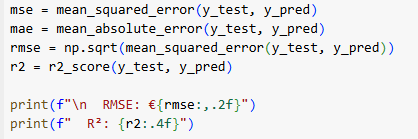 mse = mean_squared_error(y_test, y_pred)
mae = mean_absolute_error(y_test, y_pred)
rmse = np.sqrt(mean_squared_error(y_test, y_pred))
r2 = r2_score(y_test, y_pred)
print(f"\n  RMSE: €{rmse:,.2f}")
print(f"  R²: {r2:.4f}")